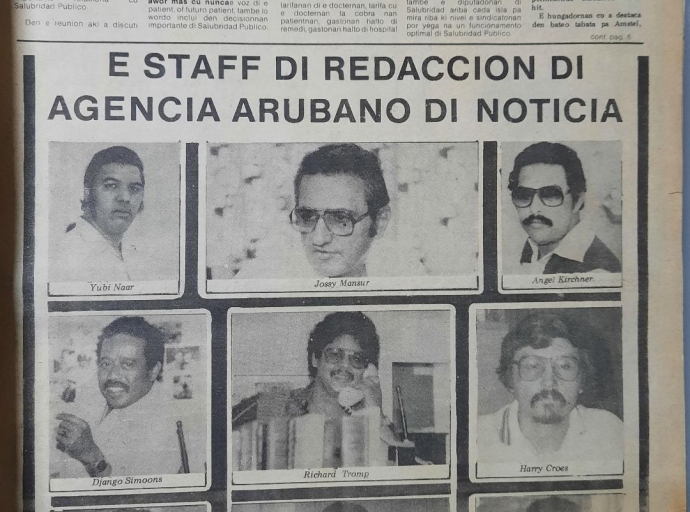 Salubridad Publico.
Den e reunion aki a discuti
awor mas cu nunca« voz di e
patient, of futuro patient, tambe lo
wordo inclui den decisionnan
importante di Salubridad Publico.
tarifanan di e docternan, tarifa cu
e docternan ta cobra nan
patientnan, gastonan halto di
remedi, gastonan halto di hospital
tambe e diputadonan di
Salubridad ariba cada isla pa
mira riba ki nivel e sindicatonan
por yega na un funcionamento
optimal di Salubridad Publico.
hit.
E hungadornan cu a destaca
den bateo tabata pa Amstel,
cont. pag. 6
E STAFF DI REDACCION DI
AGENCIA ARUBANO DI NOTICIA
Yubi Naar
Jossy Mansur
Angel Kirchner
Django Simoons
Richard Tromp
Harry Croes